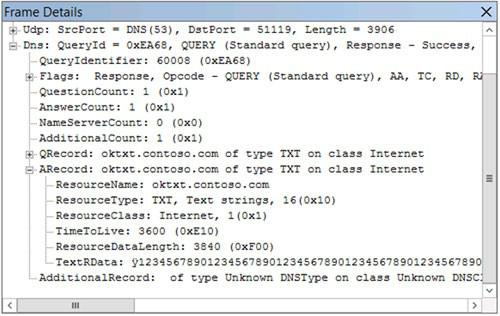 Frame Details
Udp: SrcPort = DNS(53), DstPort = 51119, Length = 3906
Dns: QueryId = 0xEA68, QUERY (Standard query), Response - Success,
QueryIdentifier: 60008 (0xEA68)
Flags: Response, Opcode - QUERY (Standard query), AA, TC, RD, RA
QuestionCount: 1 (0x1)
AnswerCount: 1 (0x1)
NameServerCount: 0 (0x0)
AdditionalCount: 1 (0x1)
QRecord: oktxt.contoso.com of type TXT on class Internet
ARecord: oktxt.contoso.com of type TXT on class Internet
ResourceName: oktxt.contoso.com
ResourceType: TXT, Text strings, 16(0x10)
ResourceClass: Internet, 1(0x1)
TimeToLive: 3600 (0xE10)
ResourceDataLength: 3840 (0xF00)
TextRData: ÿ12345678901234567890123456789012345678901234567890
AdditionalRecord: of type Unknown DNSType on class Unknown DNSC